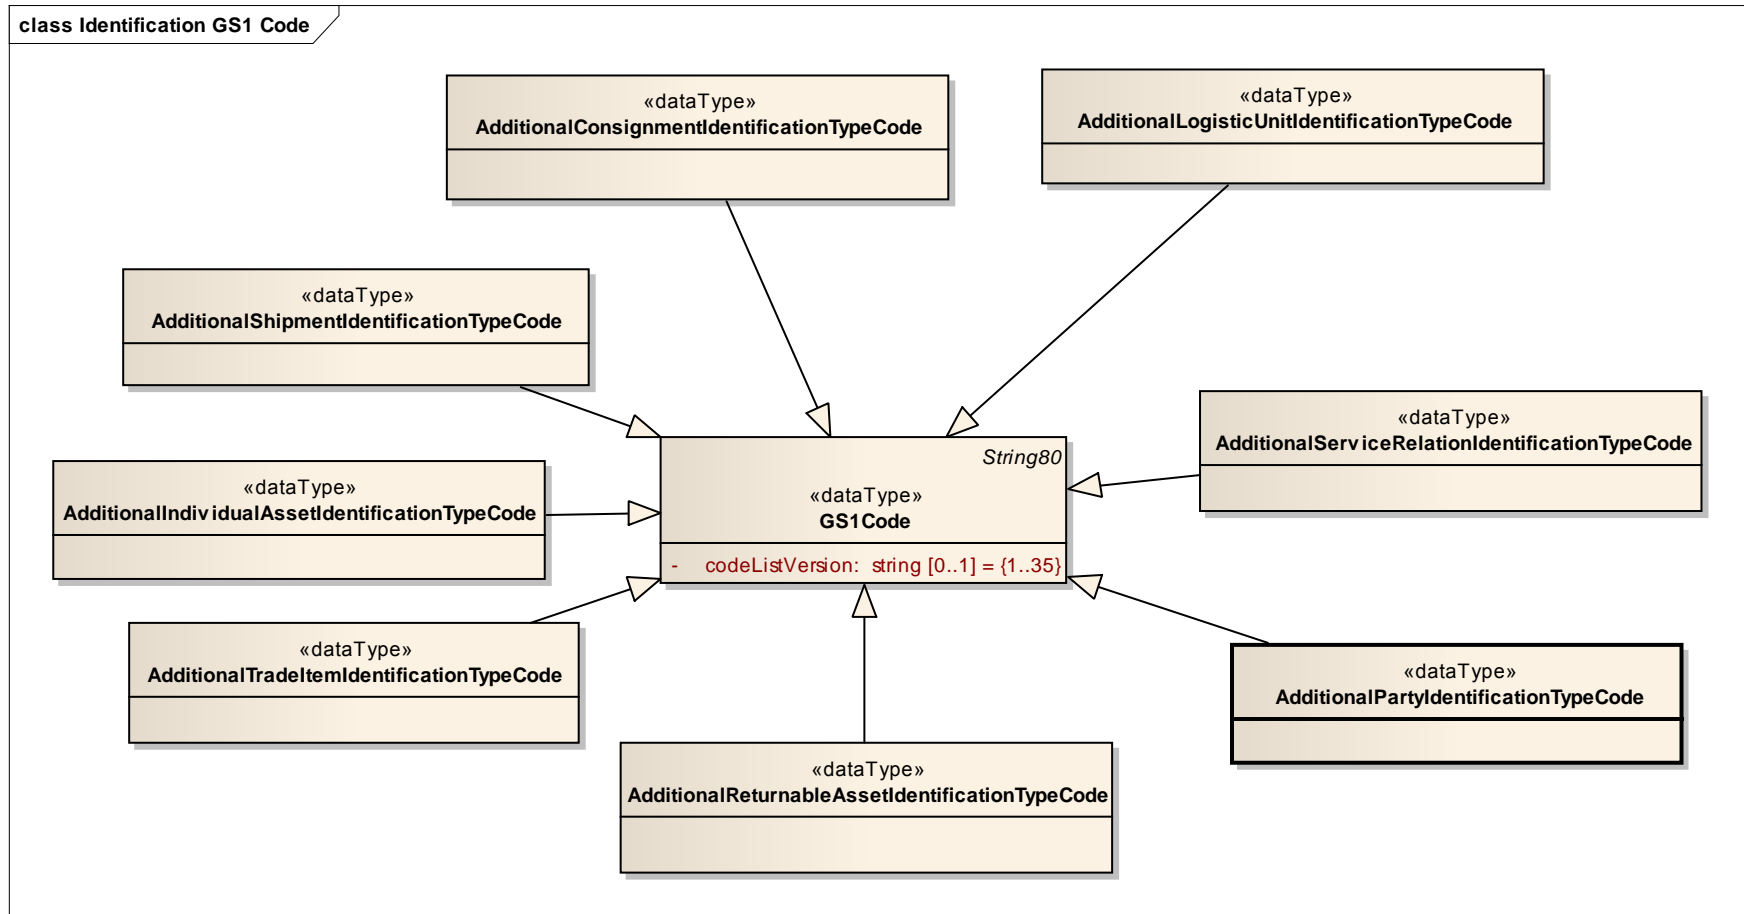 class Identification GS1 Code
«dataType»
AdditionalConsignmentIdentificationTypeCode
«dataType»
AdditionalLogisticUnitIdentificationTypeCode
«dataType»
AdditionalShipmentIdentificationTypeCode
«dataType»
AdditionalServiceRelationIdentificationTypeCode
String80
«dataType»
GS1Code
- codeListVersion: string [0..1] = {1..35}
«dataType»
AdditionalIndividualAssetIdentificationTypeCode
«dataType»
AdditionalTradeItemIdentificationTypeCode
«dataType»
AdditionalPartyIdentificationTypeCode
«dataType»
AdditionalReturnableAssetIdentificationTypeCode